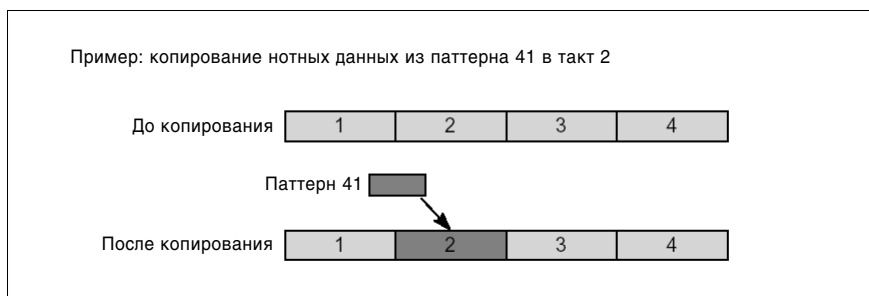 Пример: копирование нотных данных из паттерна 41 в такт 2
До копирования 1 2 3 4
Паттерн 41
После копирования 1 2 3 4